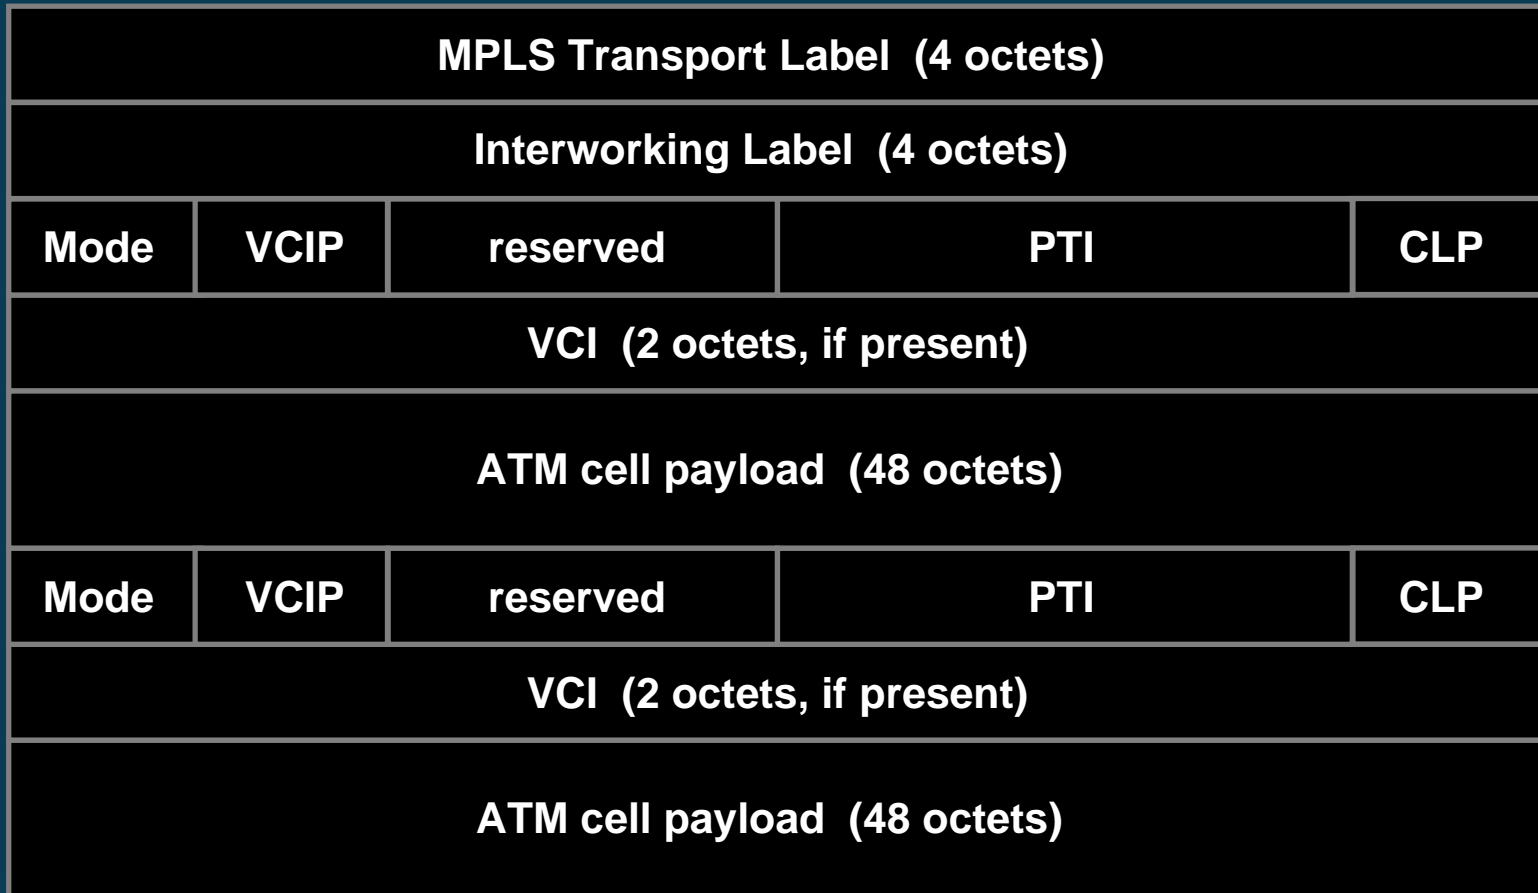 MPLS Transport Label (4 octets)
Interworking Label (4 octets)
Mode VCIP reserved PTI CLP
VCI (2 octets, if present)
ATM cell payload (48 octets)
Mode VCIP reserved PTI CLP
VCI (2 octets, if present)
ATM cell payload (48 octets)